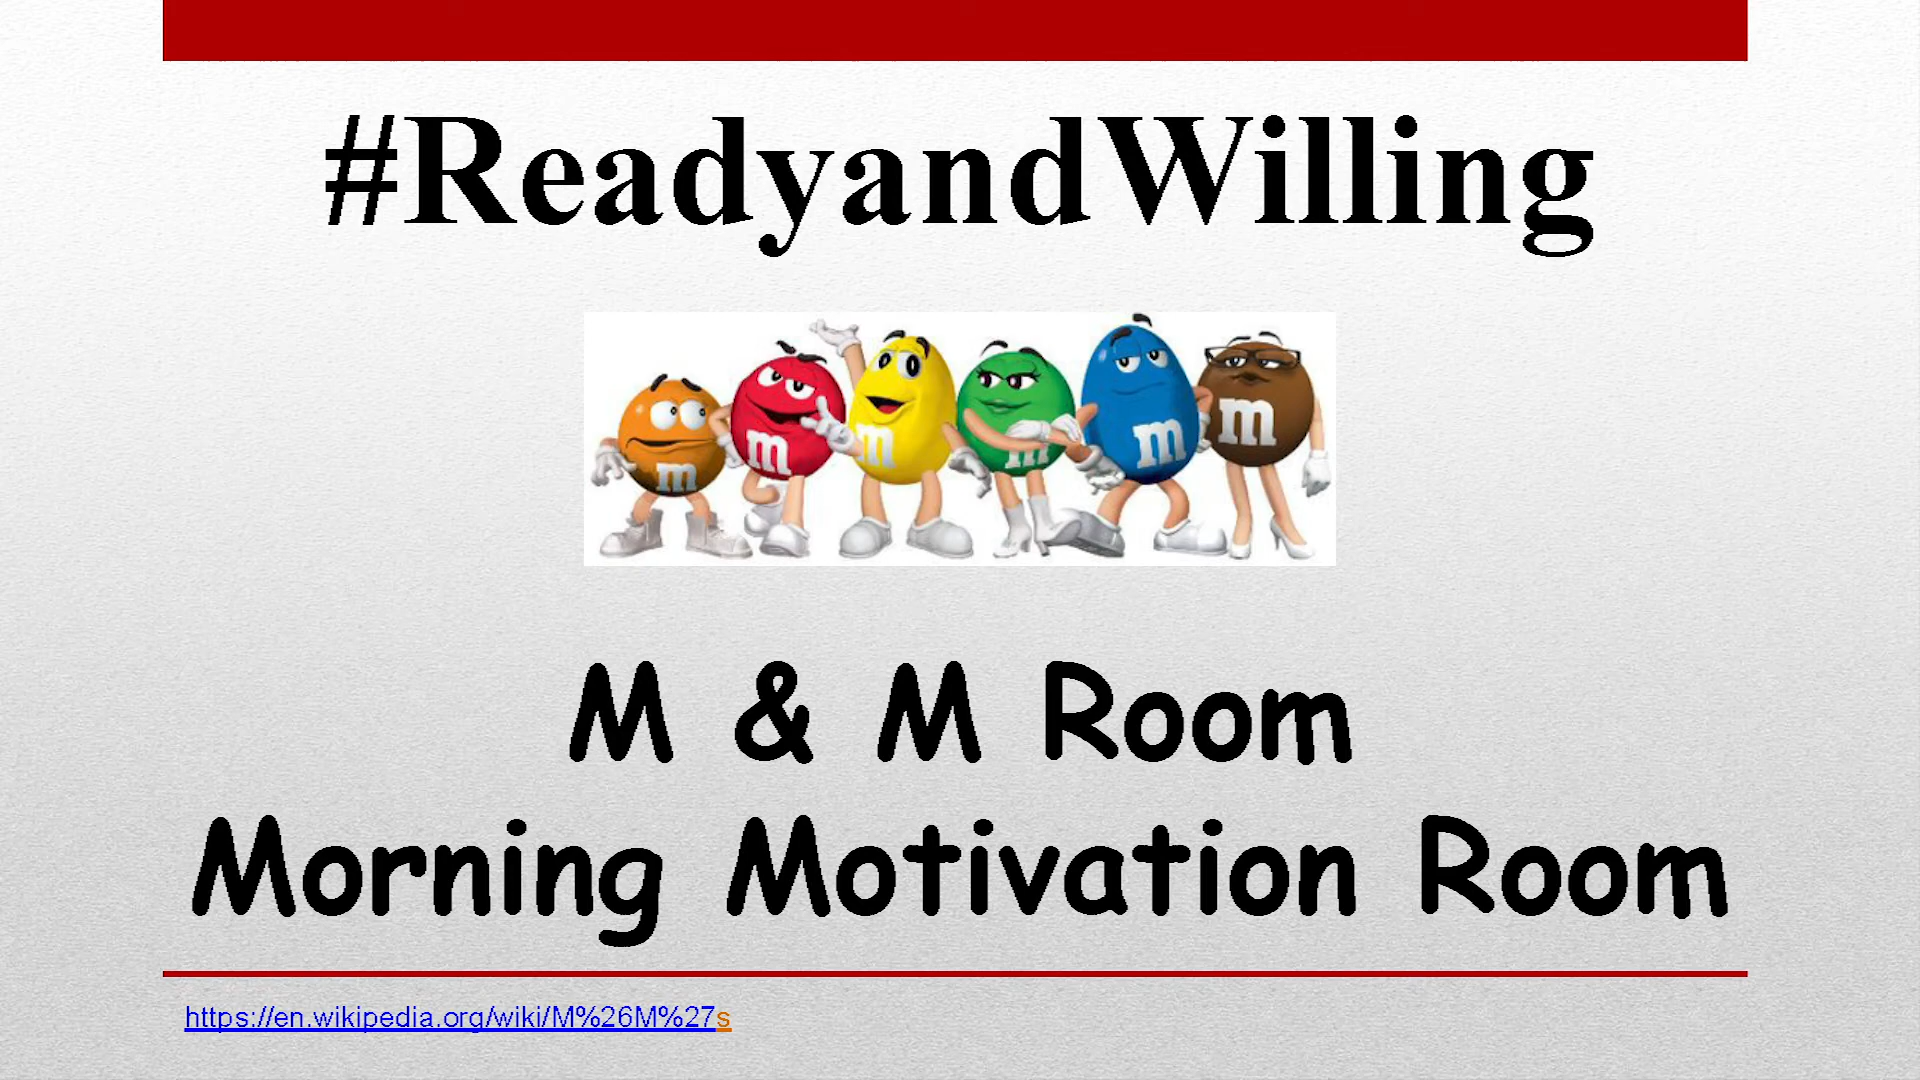 #ReadyandWilling
m m m m m m
M & M Room
Morning Motivation Room
https://en.wikipedia.org/wiki/M%26M%27s